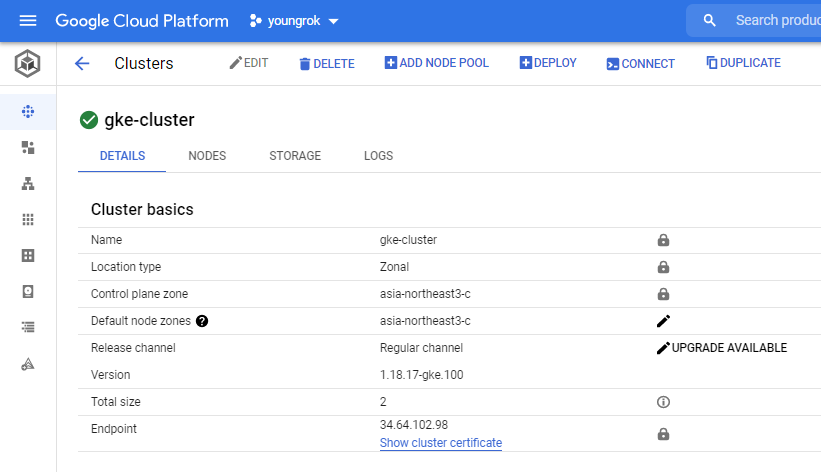 Google Cloud Platform youngrok Search produc
Clusters EDIT DELETE ADD NODE POOL DEPLOY CONNECT DUPLICATE
gke-cluster
DETAILS NODES STORAGE LOGS
Cluster basics
Name gke-cluster
Location type Zonal
Control plane zone asia-northeast3-c
Default node zones asia-northeast3-c
Release channel Regular channel UPGRADE AVAILABLE
Version 1.18.17-gke.100
Total size 2
Endpoint 34.64.102.98
Show cluster certificate